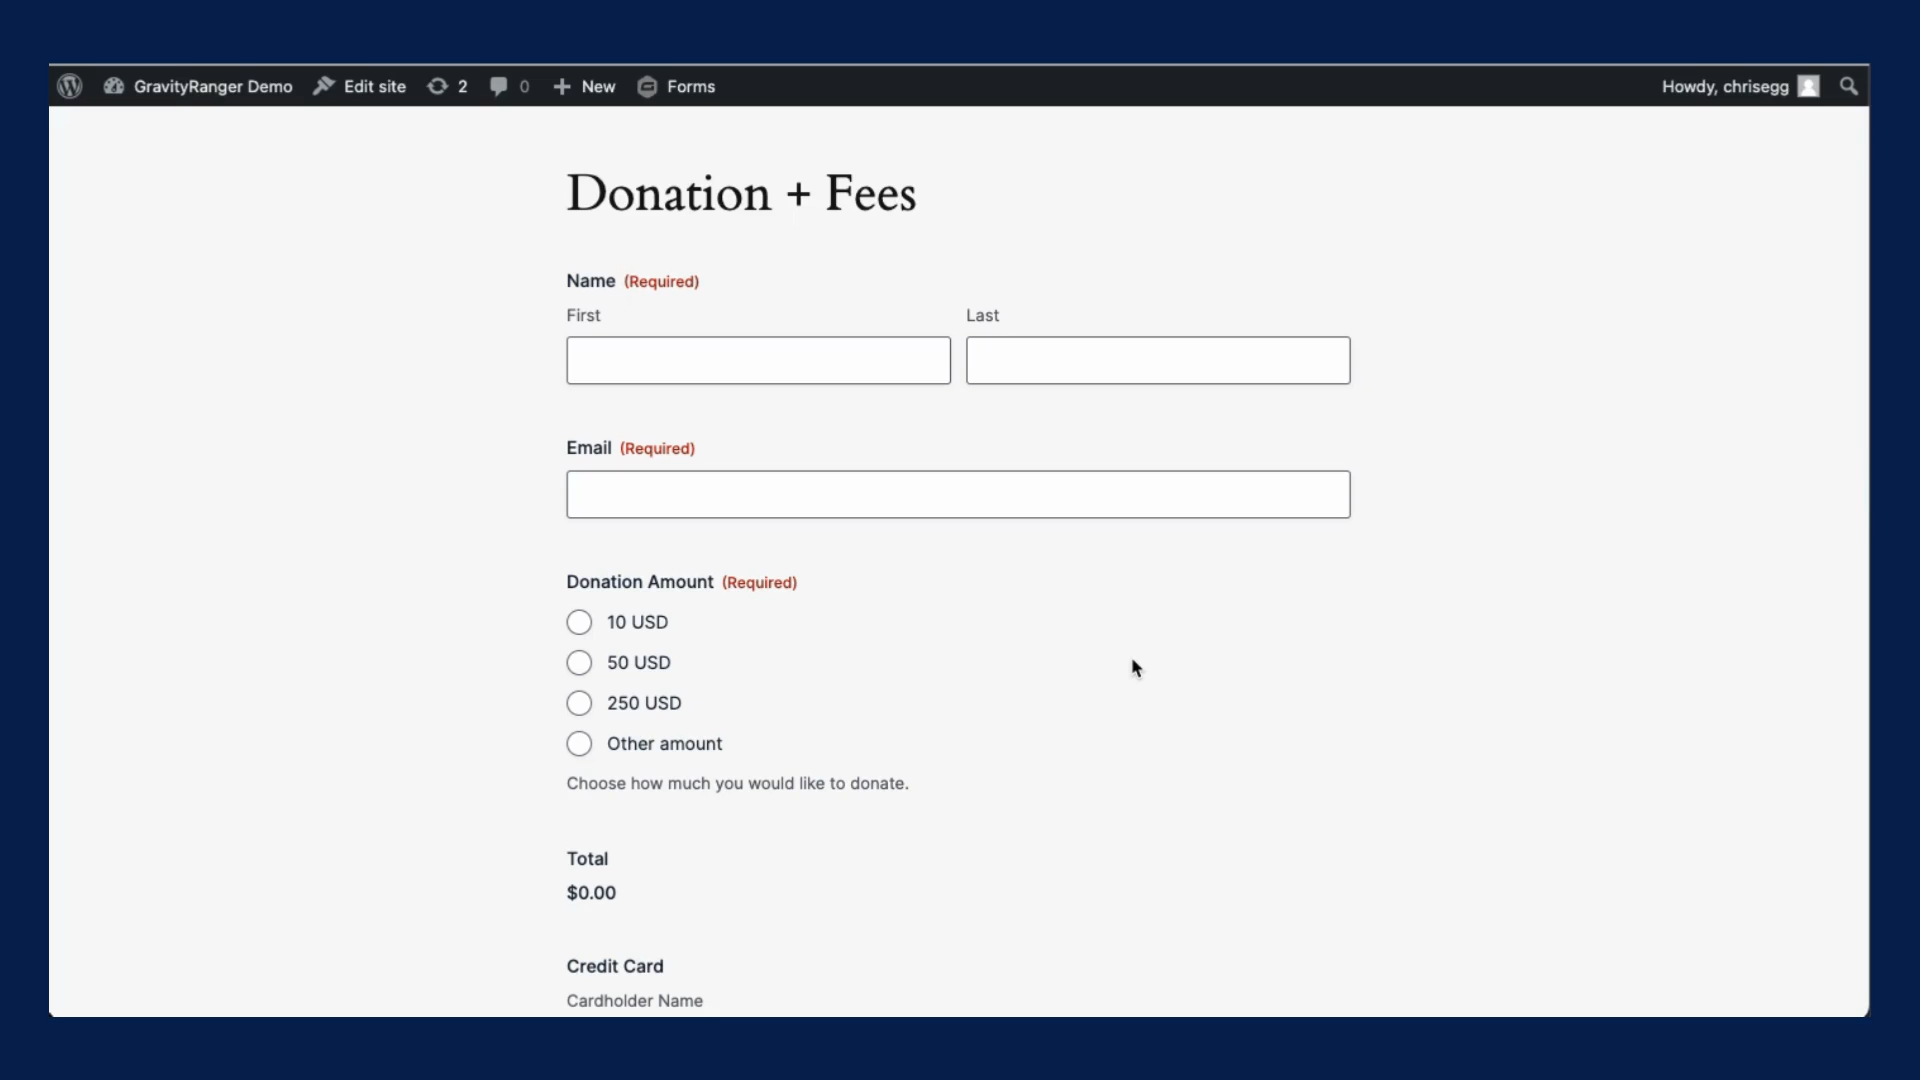 GravityRanger Demo Edit site 2 0 New Forms Howdy, chrisegg
Donation + Fees
Name (Required)
First Last
Email (Required)
Donation Amount (Required)
10 USD
50 USD
250 USD
Other amount
Choose how much you would like to donate.
Total
$0.00
Credit Card
Cardholder Name